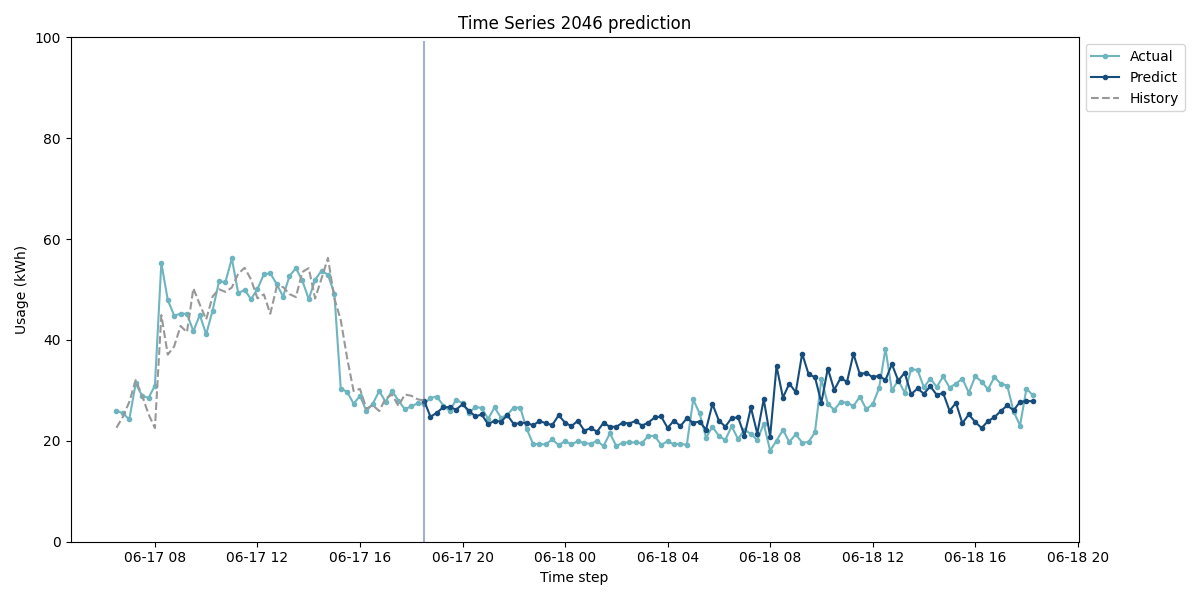 Time Series 2046 prediction
100
80
60
40
20
0
Usage (kWh)
06-17 08
06-17 12
06-17 16
06-17 20
06-18 00
06-18 04
06-18 08
06-18 12
06-18 16
06-18 20
Time step
Actual
Predict
History